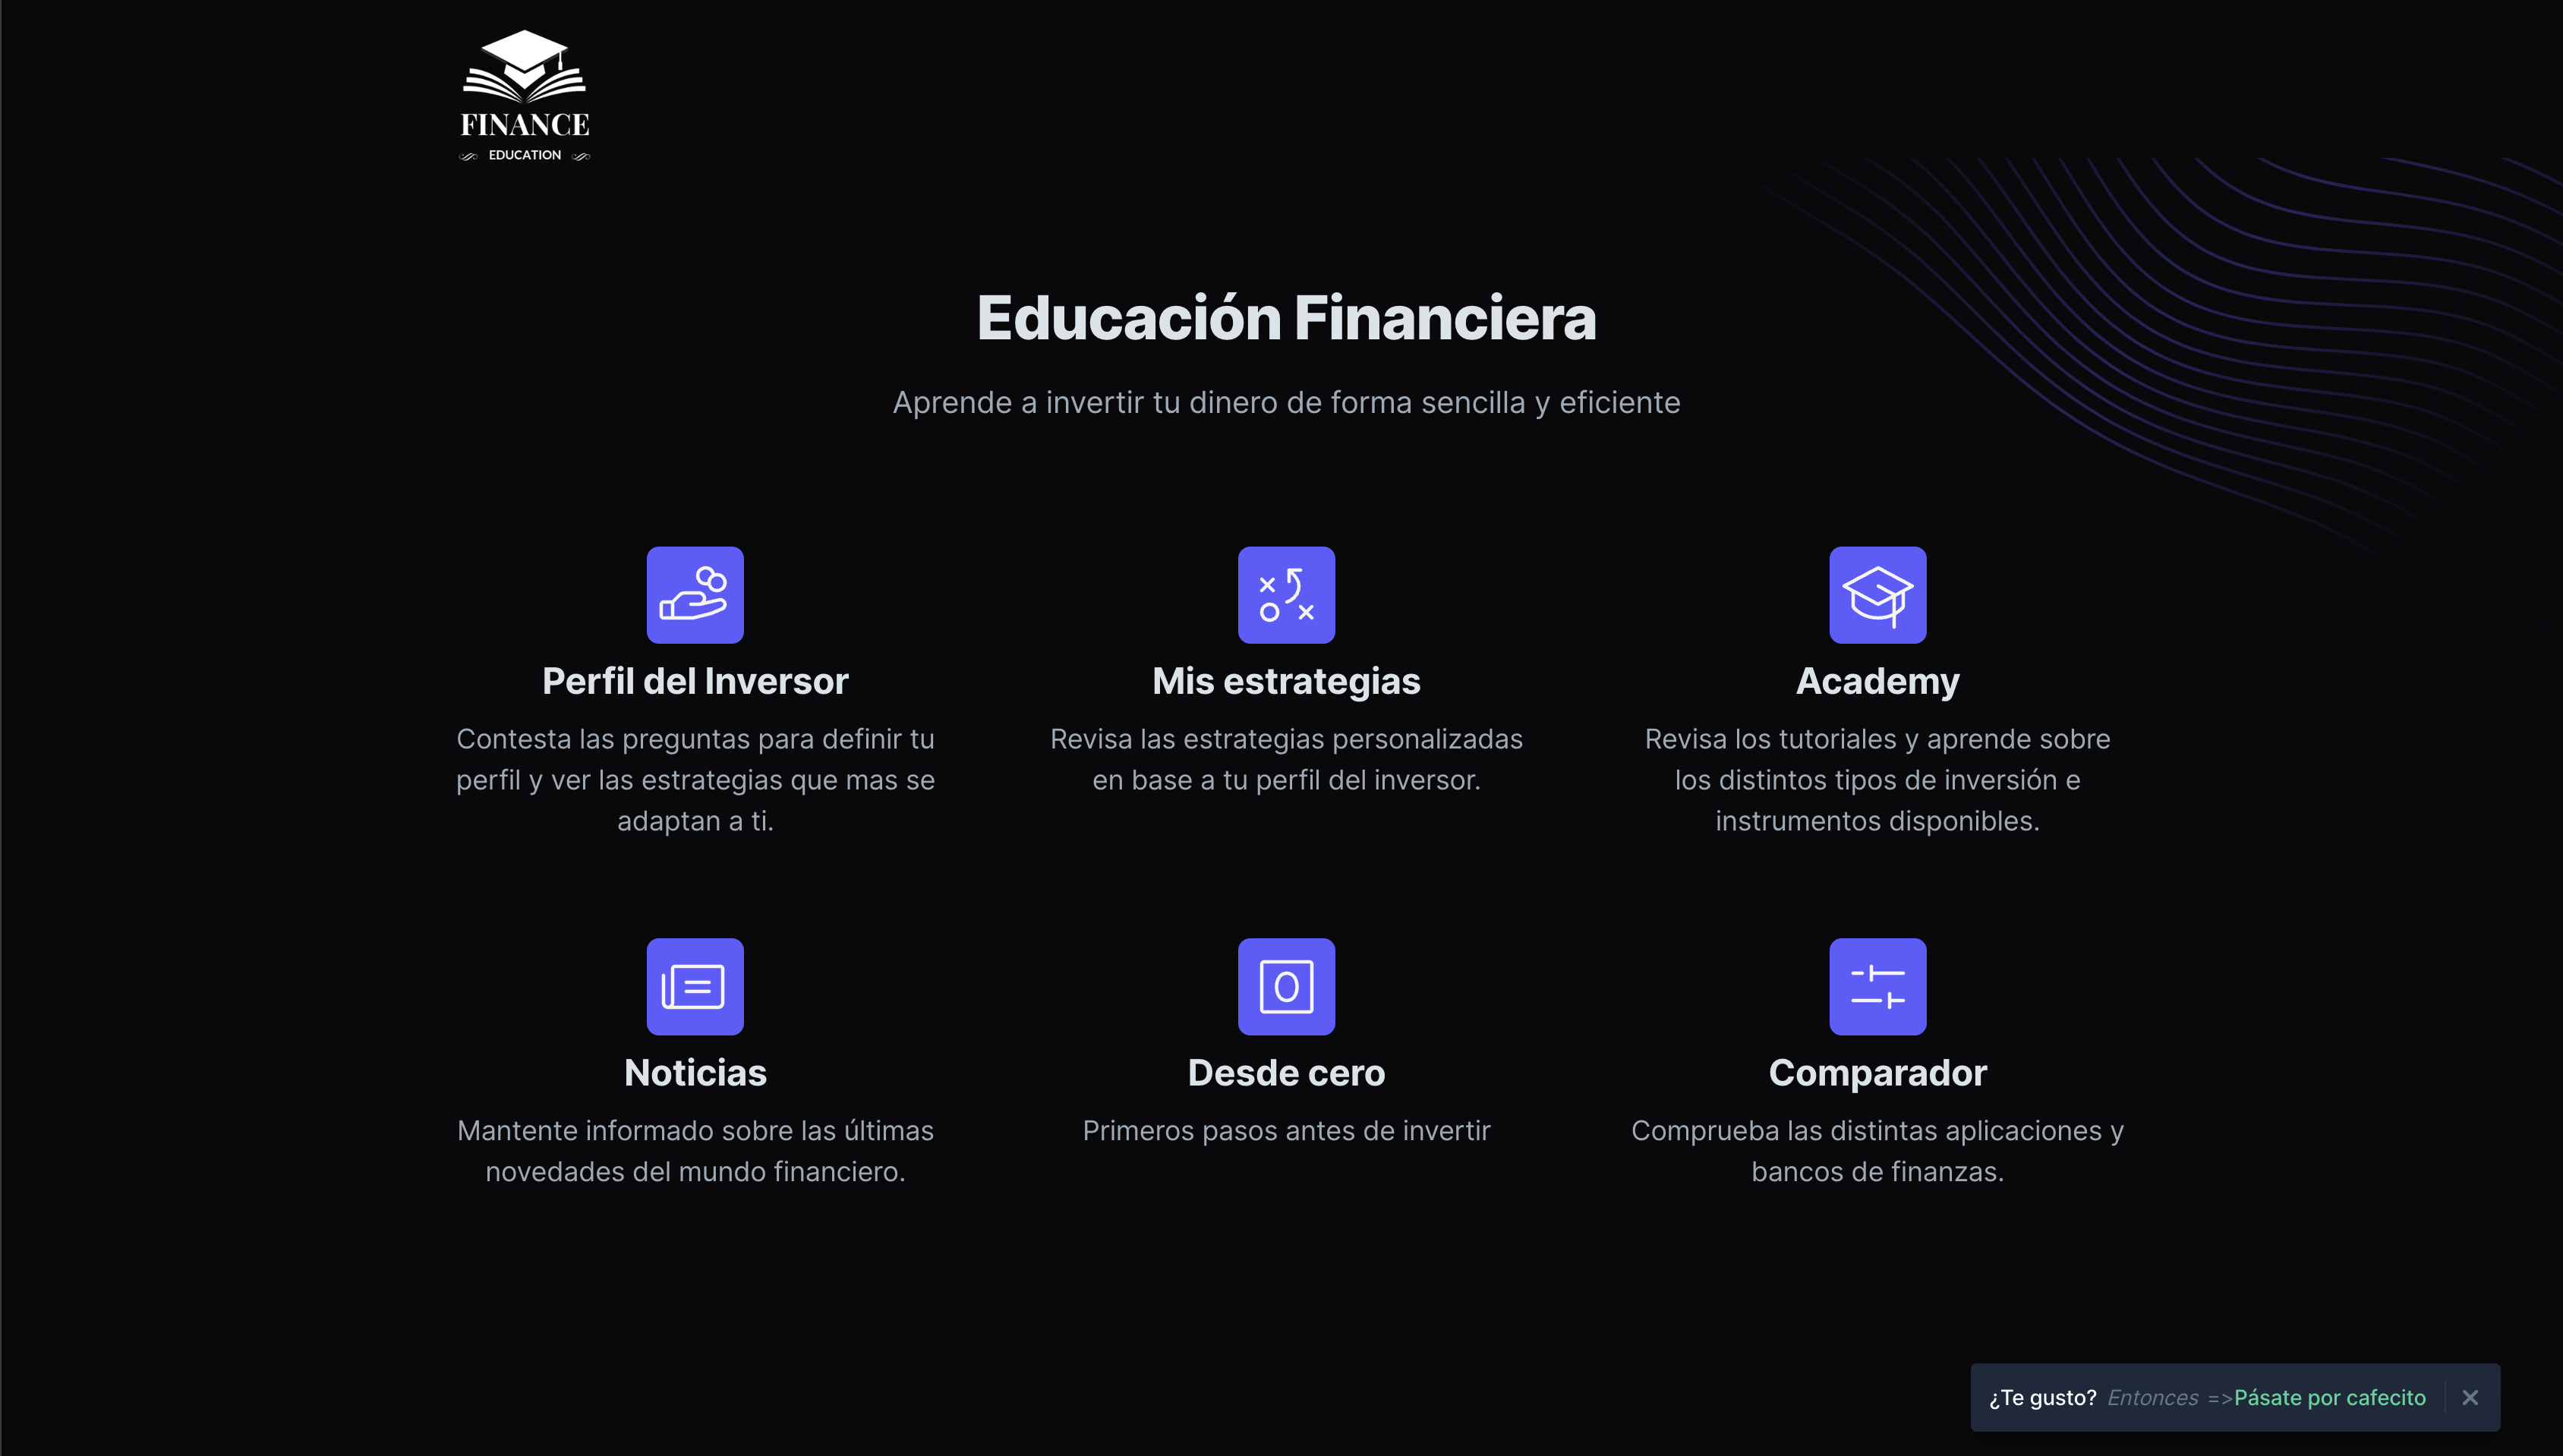 FINANCE
EDUCATION
Educación Financiera
Aprende a invertir tu dinero de forma sencilla y eficiente
Perfil del Inversor
Contesta las preguntas para definir tu
perfil y ver las estrategias que mas se
adaptan a ti.
Mis estrategias
Revisa las estrategias personalizadas
en base a tu perfil del inversor.
Academy
Revisa los tutoriales y aprende sobre
los distintos tipos de inversión e
instrumentos disponibles.
Noticias
Mantente informado sobre las últimas
novedades del mundo financiero.
0
Desde cero
Primeros pasos antes de invertir
Comparador
Comprueba las distintas aplicaciones y
bancos de finanzas.
¿Te gusto? Entonces =>Pásate por cafecito